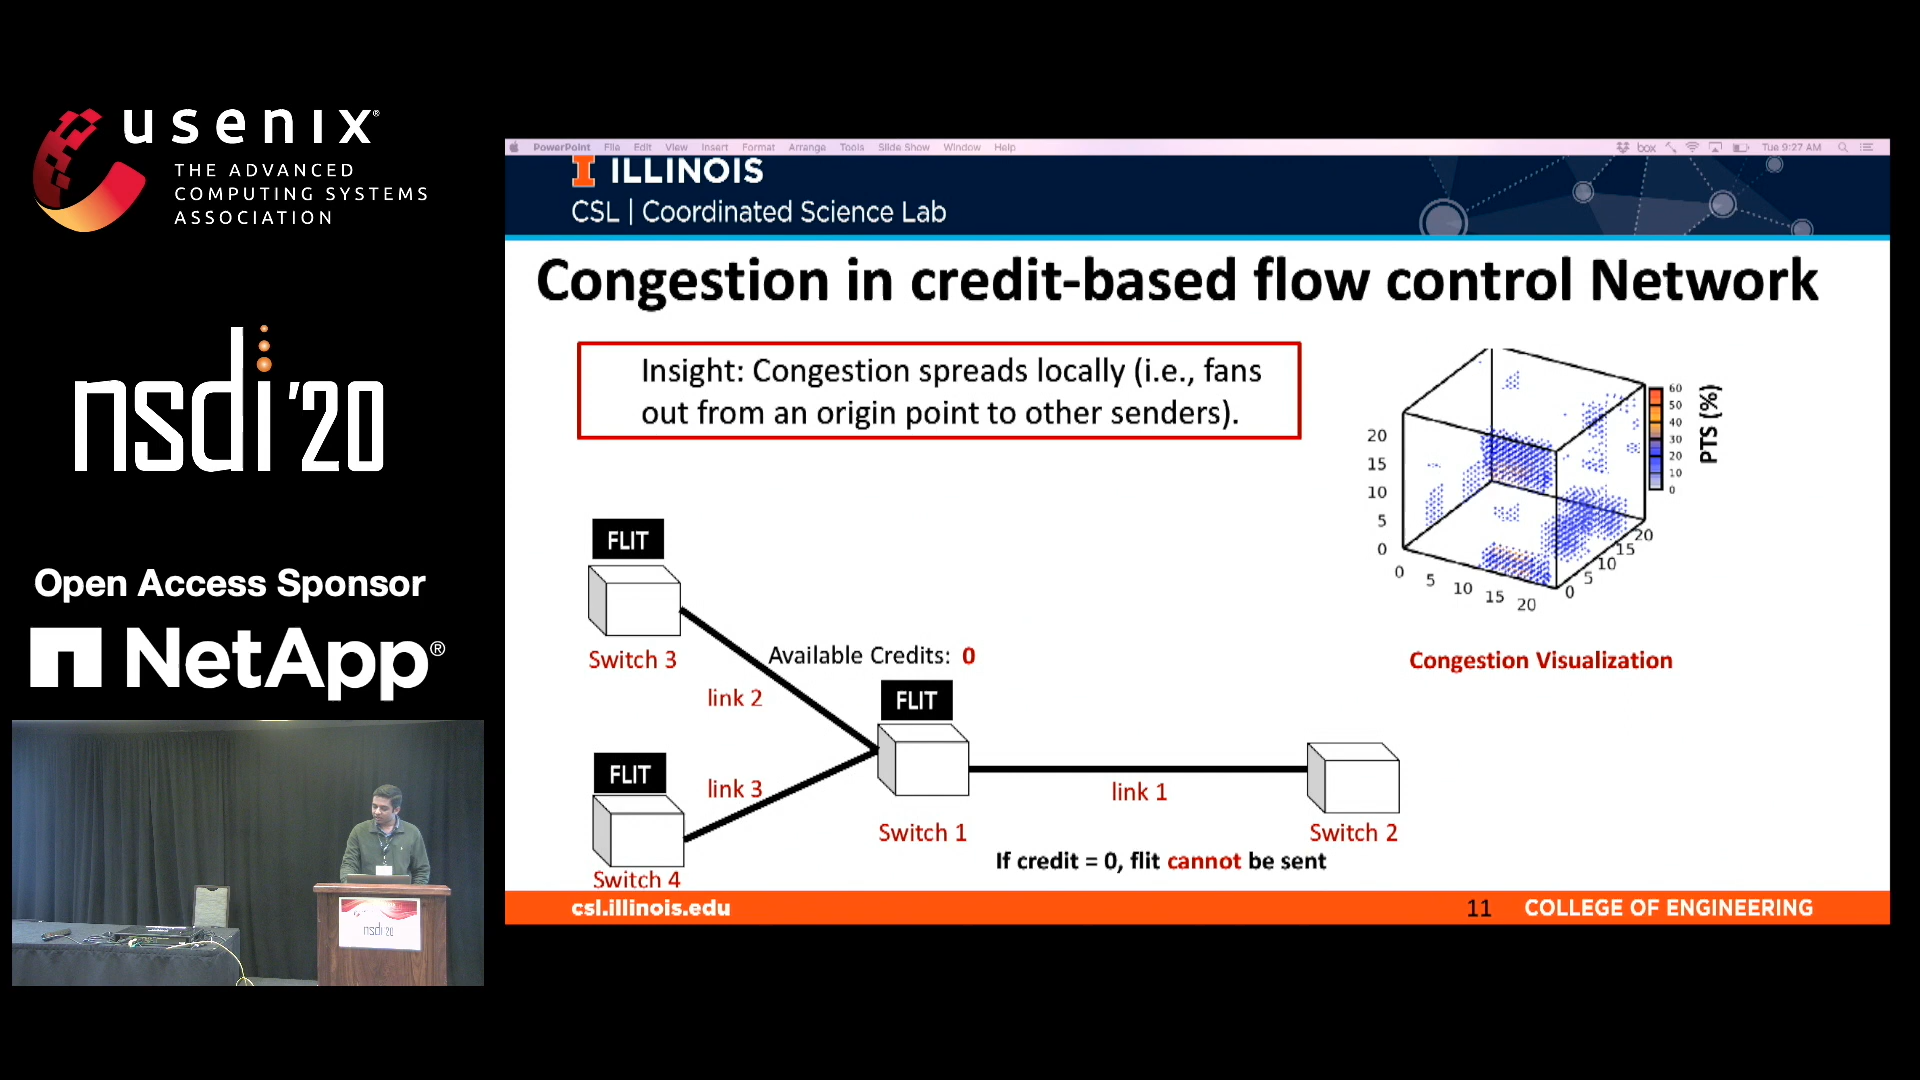 usenix®
THE ADVANCED
COMPUTING SYSTEMS
ASSOCIATION
nsdi '20
Open Access Sponsor
NetApp®
nsdi 20
PowerPoint File Edit View Insert Format Arrange Tools Slide Show Window Help
box Tue 9:27 AM
I ILLINOIS
CSL | Coordinated Science Lab
Congestion in credit-based flow control Network
Insight: Congestion spreads locally (i.e., fans
out from an origin point to other senders).
20
15
10
5
0
0 5 10 15 20
0 5 10 15 20
60
50
40
30
20
10
0
PTS (%)
Congestion Visualization
FLIT
Switch 3
Available Credits: 0
link 2
FLIT
FLIT
link 3
link 1
Switch 1
Switch 2
Switch 4
If credit = 0, flit cannot be sent
csl.illinois.edu
11
COLLEGE OF ENGINEERING